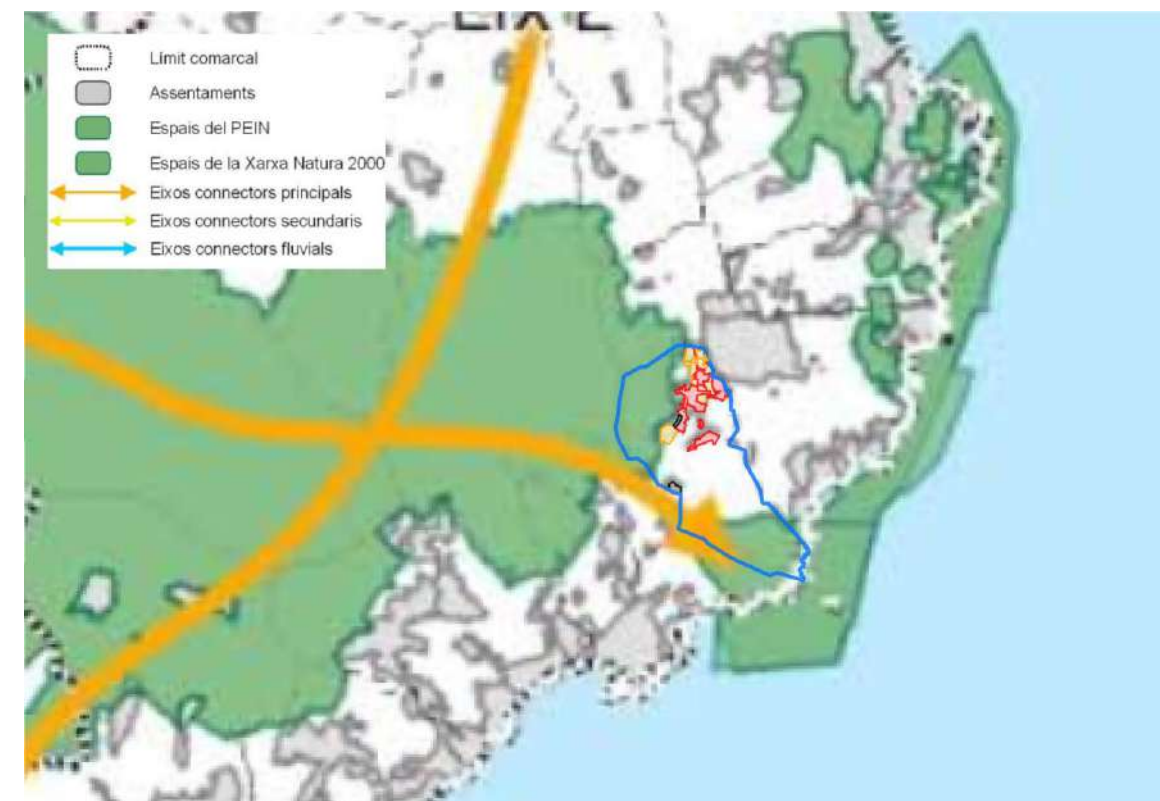 Límit comarcal
Assentaments
Espais del PEIN
Espais de la Xarxa Natura 2000
Eixos connectors principals
Eixos connectors secundaris
Eixos connectors fluvials